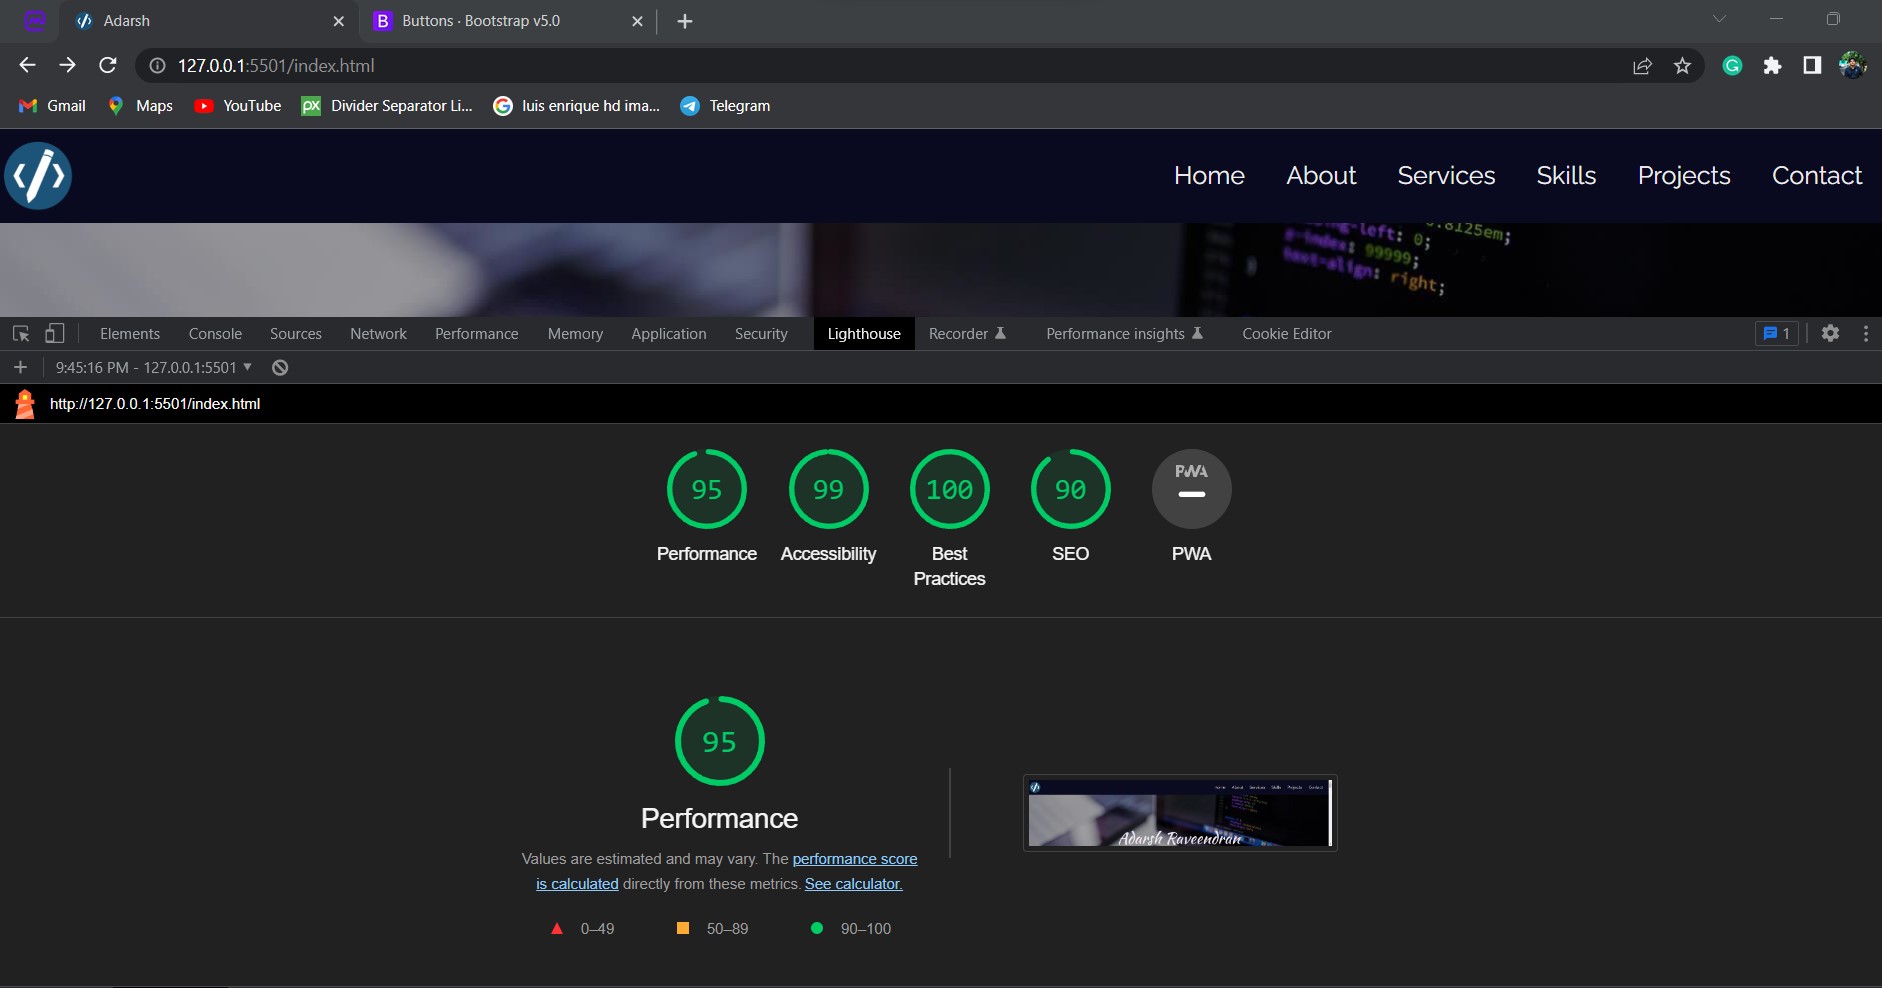 Adarsh
Buttons · Bootstrap v5.0
127.0.0.1:5501/index.html
Gmail Maps YouTube Divider Separator Li... luis enrique hd ima... Telegram
Home About Services Skills Projects Contact
-left: 0;
z-index: 99999;
text-align: right;
Elements Console Sources Network Performance Memory Application Security Lighthouse Recorder Performance insights Cookie Editor 1
9:45:16 PM - 127.0.0.1:5501
http://127.0.0.1:5501/index.html
95 99 100 90 PWA
Performance Accessibility Best Practices SEO PWA
95
Performance
Values are estimated and may vary. The performance score
is calculated directly from these metrics. See calculator.
0–49 50–89 90–100
Home About Services Skills Projects Contact
Adarsh Raveendran